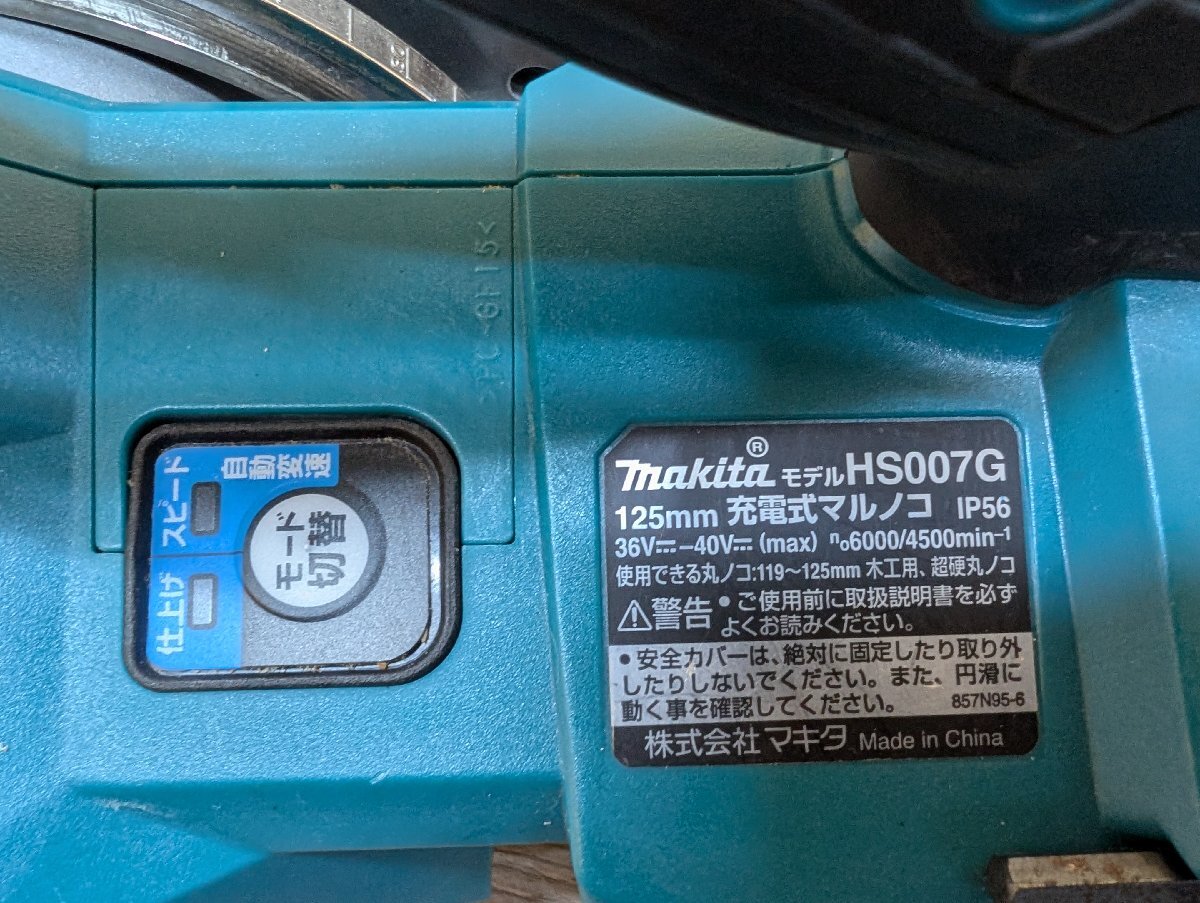 30
>PC-GF15<
自動変速
スピード
仕上げ
モード
切替
makita® モデルHS007G
125mm 充電式マルノコ IP56
36V⎓–40V⎓ (max) n₀6000/4500min⁻¹
使用できる丸ノコ:119～125mm 木工用、超硬丸ノコ
⚠警告 •ご使用前に取扱説明書を必ず
よくお読みください。
•安全カバーは、絶対に固定したり取り外
したりしないでください。また、円滑に
動く事を確認してください。 857N95-6
株式会社マキタ Made in China